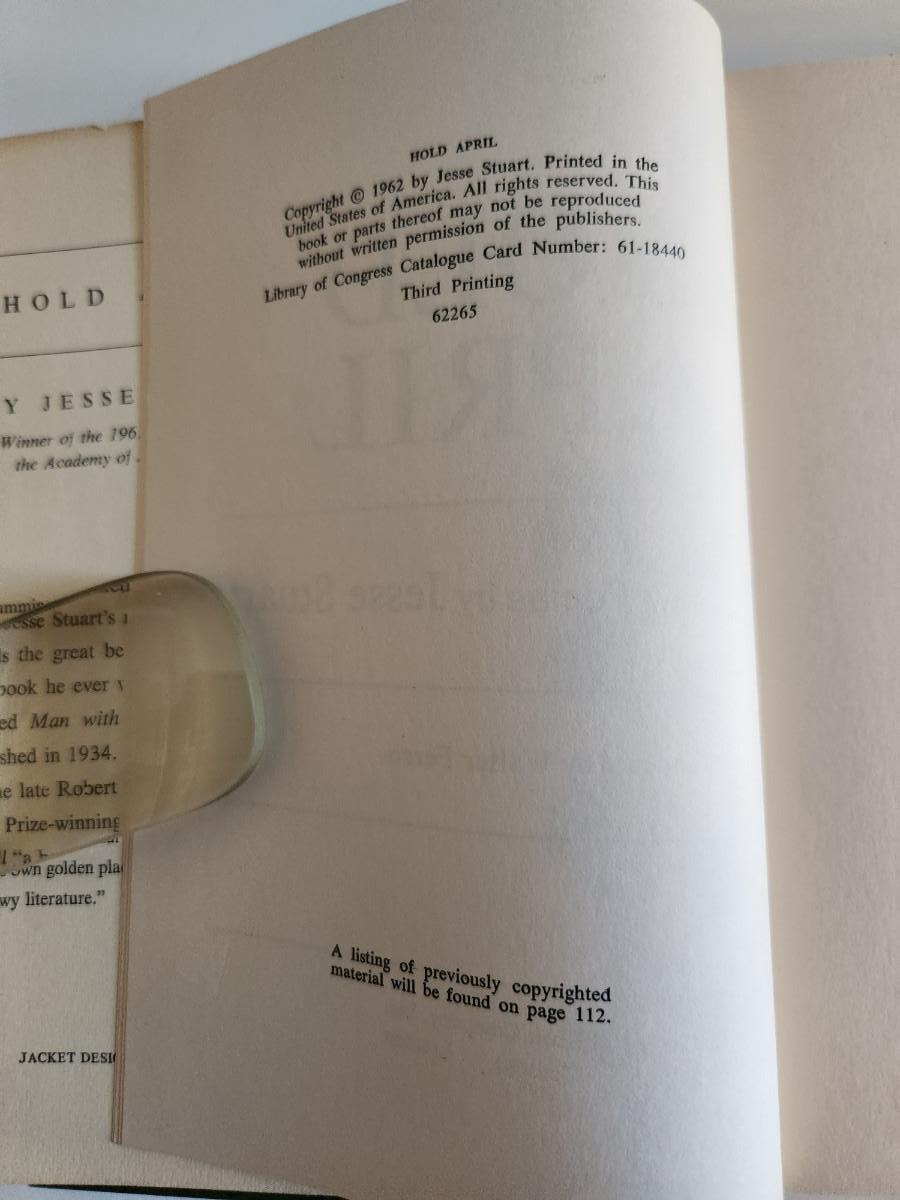 HOLD APRIL
Copyright © 1962 by Jesse Stuart. Printed in the
United States of America. All rights reserved. This
book or parts thereof may not be reproduced
without written permission of the publishers.
Library of Congress Catalogue Card Number: 61-18440
Third Printing
62265
A listing of previously copyrighted
material will be found on page 112.
HOLD
Y JESSE
Winner of the 196
the Academy of
Stuart's
s the great be
book he ever
ed Man with
shed in 1934.
e late Robert
Prize-winning
own golden pla
wy literature."
JACKET DESI